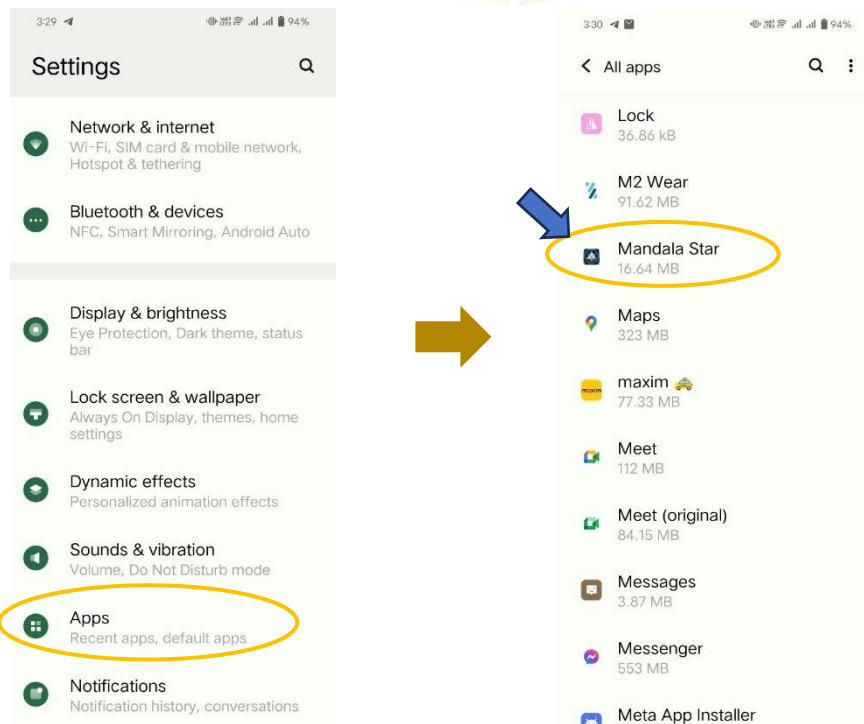 3:29
94%
Settings
Network & internet
Wi-Fi, SIM card & mobile network,
Hotspot & tethering
Bluetooth & devices
NFC, Smart Mirroring, Android Auto
Display & brightness
Eye Protection, Dark theme, status
bar
Lock screen & wallpaper
Always On Display, themes, home
settings
Dynamic effects
Personalized animation effects
Sounds & vibration
Volume, Do Not Disturb mode
Apps
Recent apps, default apps
Notifications
Notification history, conversations
3:30
94%
All apps
Lock
36.86 kB
M2 Wear
91.62 MB
Mandala Star
16.64 MB
Maps
323 MB
maxim
maxim 🚕
77.33 MB
Meet
112 MB
Meet (original)
84.15 MB
Messages
3.87 MB
Messenger
553 MB
Meta App Installer